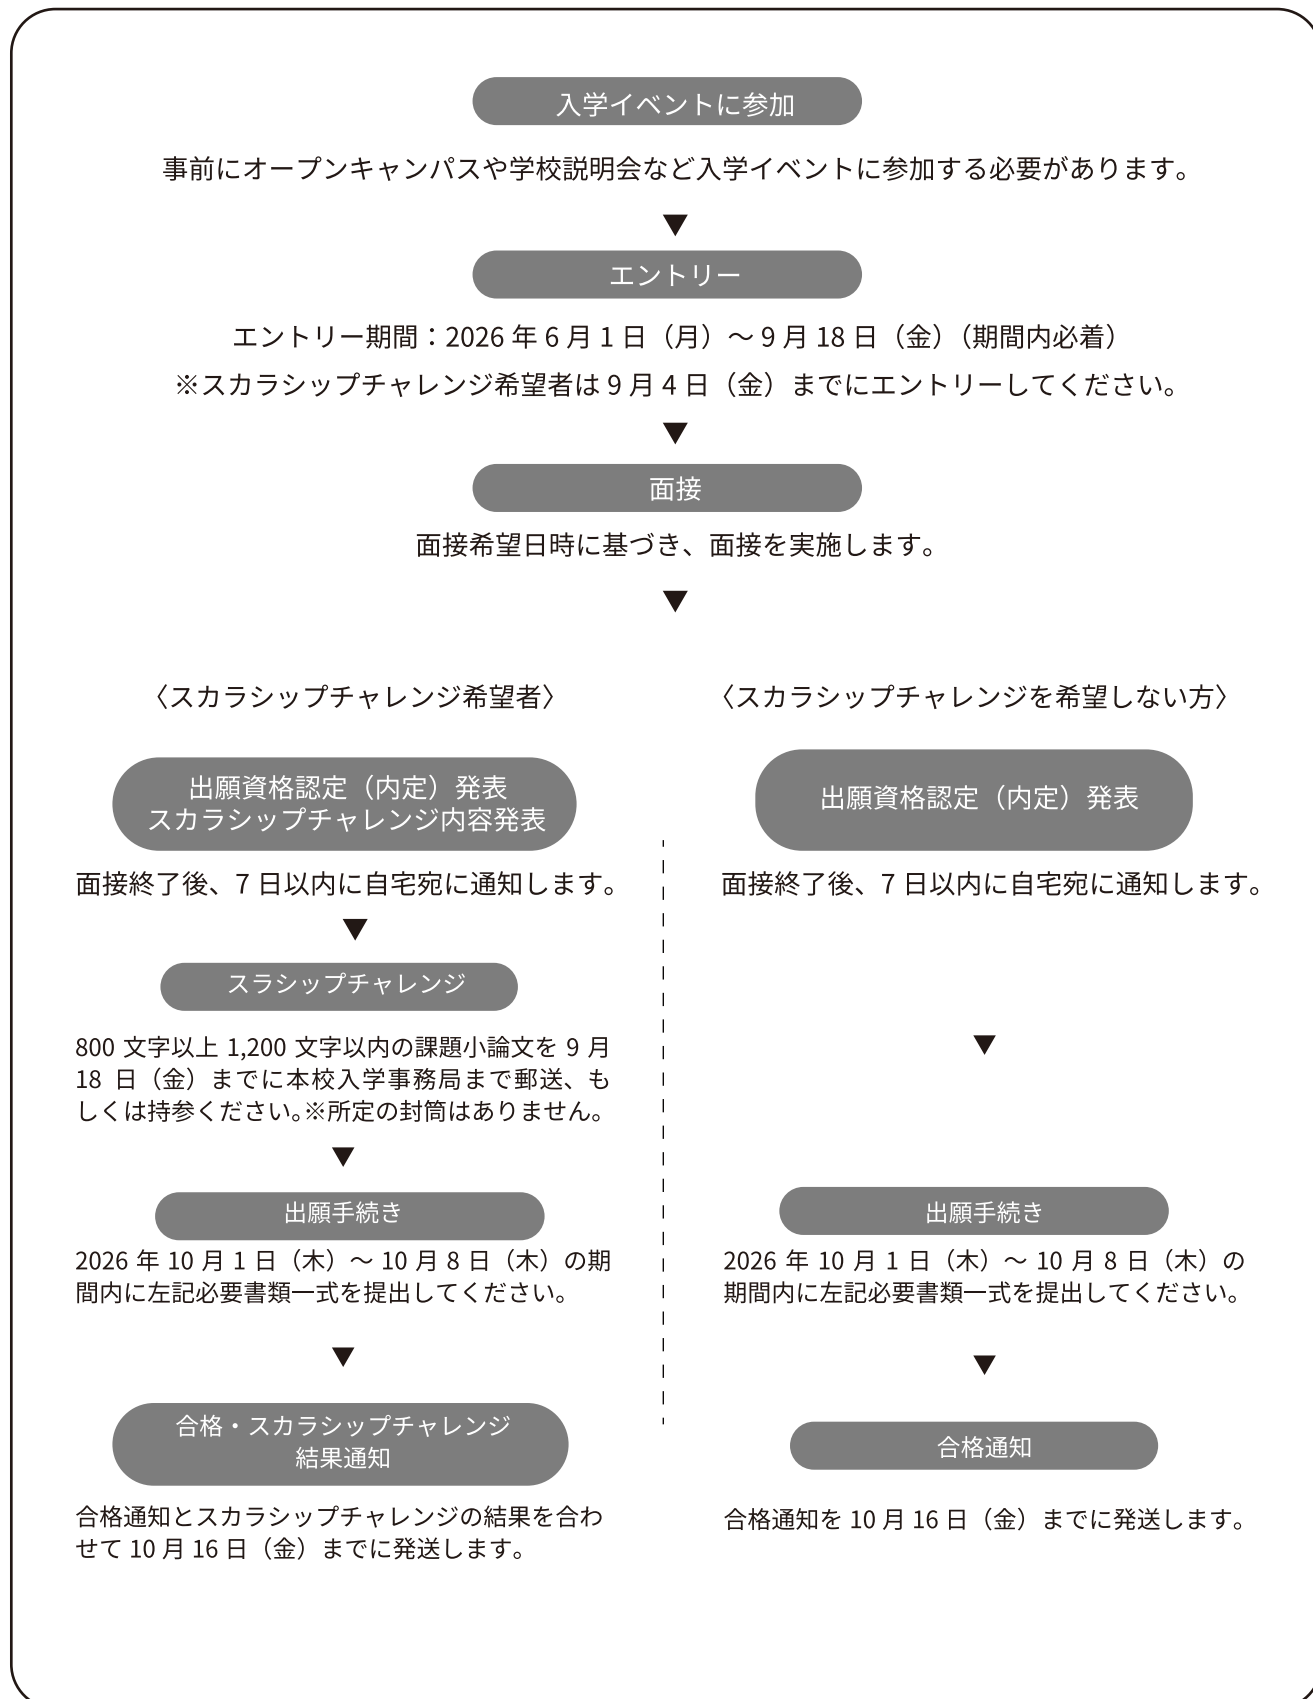 入学イベントに参加
事前にオープンキャンパスや学校説明会など入学イベントに参加する必要があります。
▼
エントリー
エントリー期間：2026 年 6 月 1 日（月）～ 9 月 18 日（金）（期間内必着）
※スカラシップチャレンジ希望者は 9 月 4 日（金）までにエントリーしてください。
▼
面接
面接希望日時に基づき、面接を実施します。
▼
〈スカラシップチャレンジ希望者〉
出願資格認定（内定）発表
スカラシップチャレンジ内容発表
面接終了後、7 日以内に自宅宛に通知します。
▼
スラシップチャレンジ
800 文字以上 1,200 文字以内の課題小論文を 9 月
18 日（金）までに本校入学事務局まで郵送、も
しくは持参ください。※所定の封筒はありません。
▼
出願手続き
2026 年 10 月 1 日（木）～ 10 月 8 日（木）の期
間内に左記必要書類一式を提出してください。
▼
合格・スカラシップチャレンジ
結果通知
合格通知とスカラシップチャレンジの結果を合わ
せて 10 月 16 日（金）までに発送します。
〈スカラシップチャレンジを希望しない方〉
出願資格認定（内定）発表
面接終了後、7 日以内に自宅宛に通知します。
▼
出願手続き
2026 年 10 月 1 日（木）～ 10 月 8 日（木）の
期間内に左記必要書類一式を提出してください。
▼
合格通知
合格通知を 10 月 16 日（金）までに発送します。